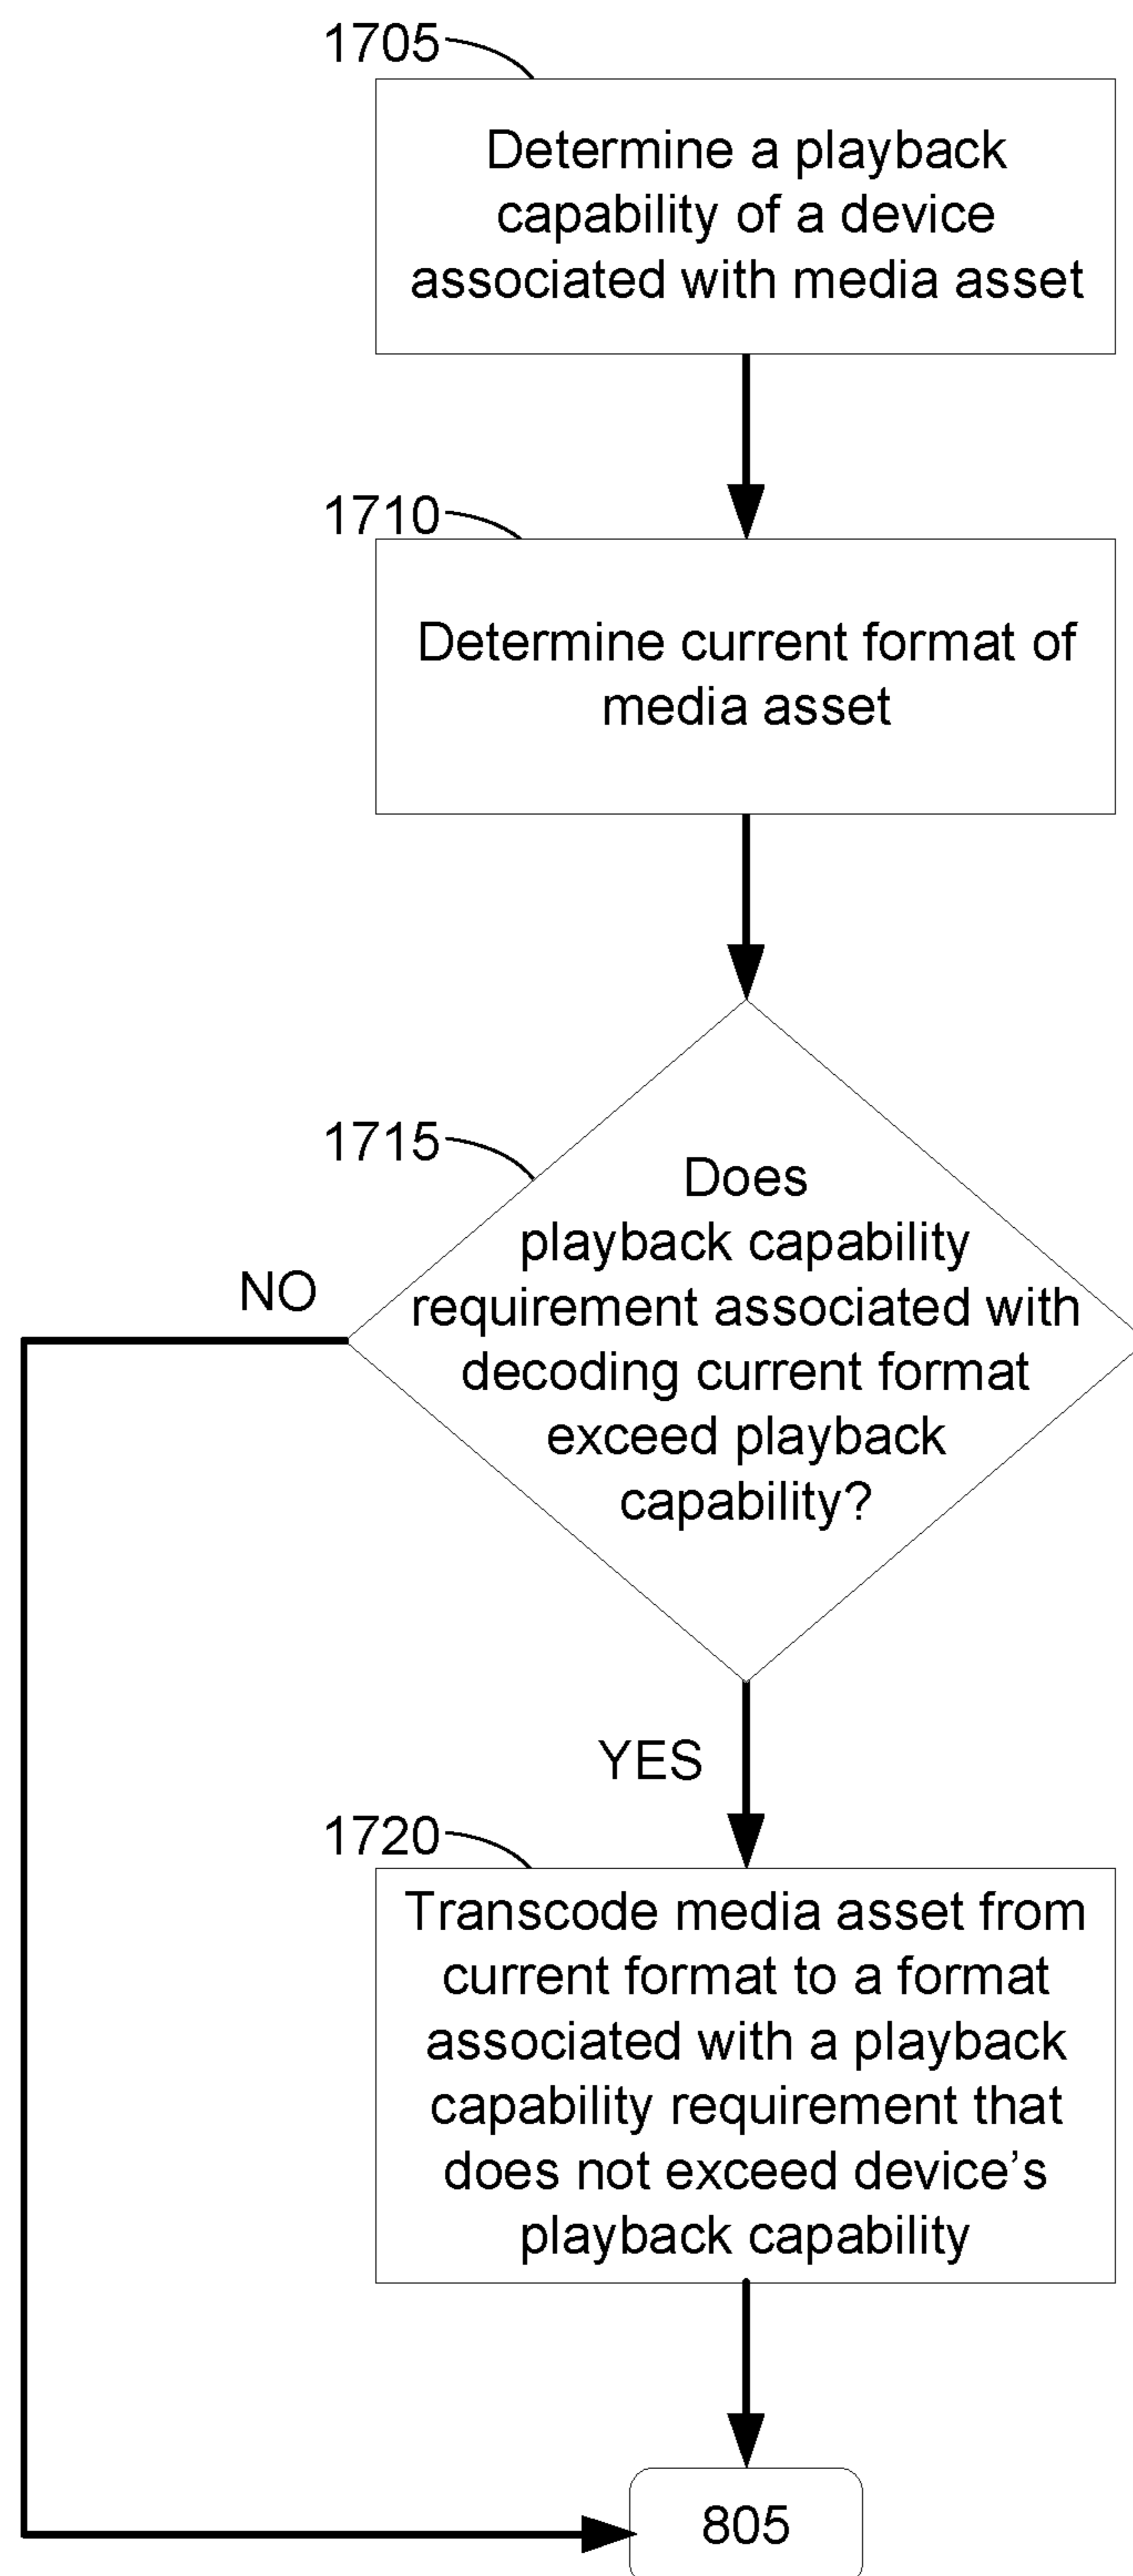 1705
Determine a playback
capability of a device
associated with media asset
1710
Determine current format of
media asset
1715
Does
playback capability
requirement associated with
decoding current format
exceed playback
capability?
NO
YES
1720
Transcode media asset from
current format to a format
associated with a playback
capability requirement that
does not exceed device’s
playback capability
805